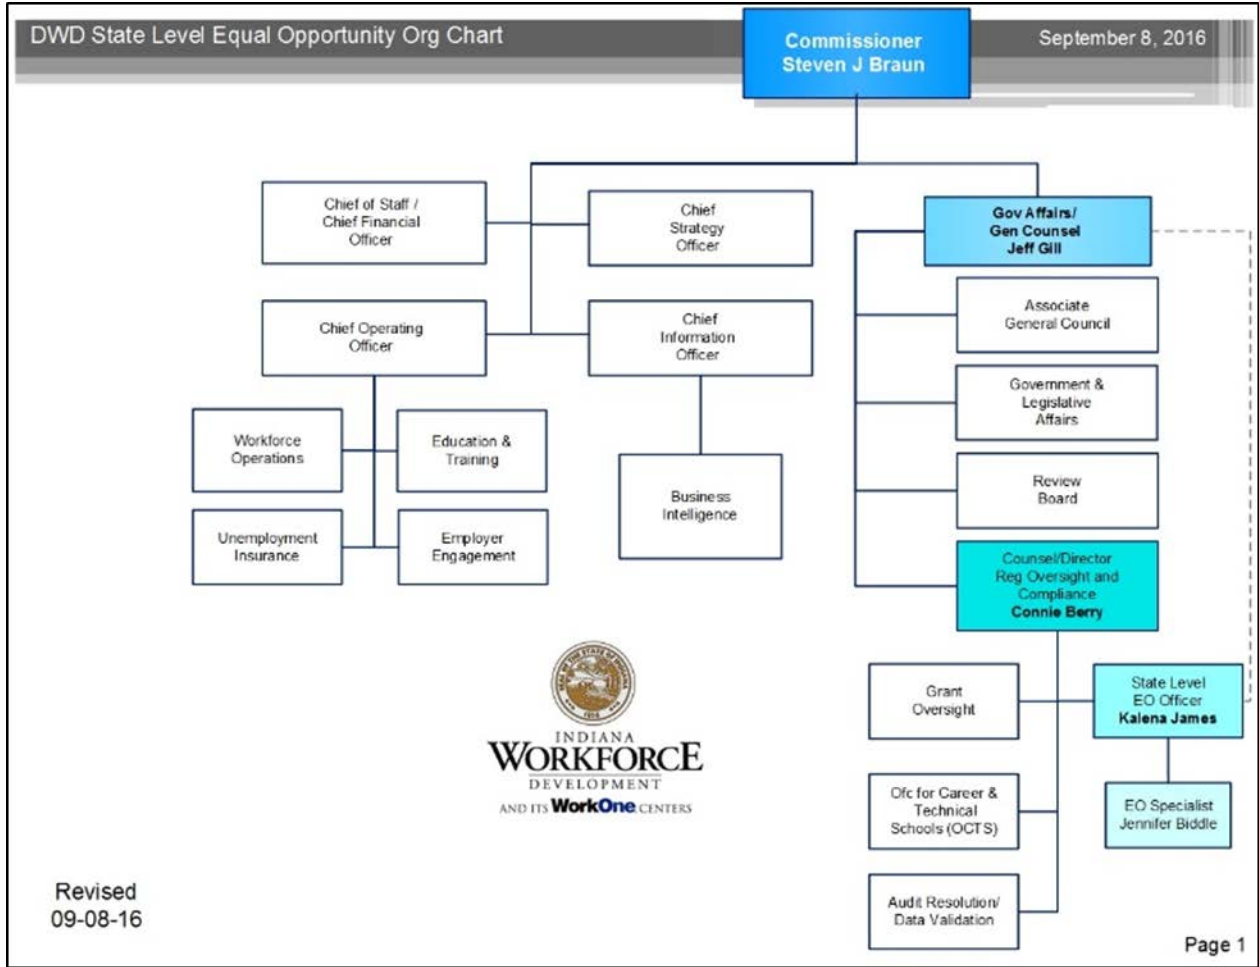 DWD State Level Equal Opportunity Org Chart
Commissioner
Steven J Braun
September 8, 2016
Chief of Staff /
Chief Financial
Officer
Chief
Strategy
Officer
Gov Affairs/
Gen Counsel
Jeff Gill
Chief Operating
Officer
Chief
Information
Officer
Associate
General Council
Government &
Legislative
Affairs
Workforce
Operations
Education &
Training
Business
Intelligence
Review
Board
Unemployment
Insurance
Employer
Engagement
Counsel/Director
Reg Oversight and
Compliance
Connie Berry
Grant
Oversight
State Level
EO Officer
Kalena James
INDIANA
WORKFORCE
DEVELOPMENT
AND ITS WorkOne CENTERS
Ofc for Career &
Technical
Schools (OCTS)
EO Specialist
Jennifer Biddle
Audit Resolution/
Data Validation
Revised
09-08-16
Page 1